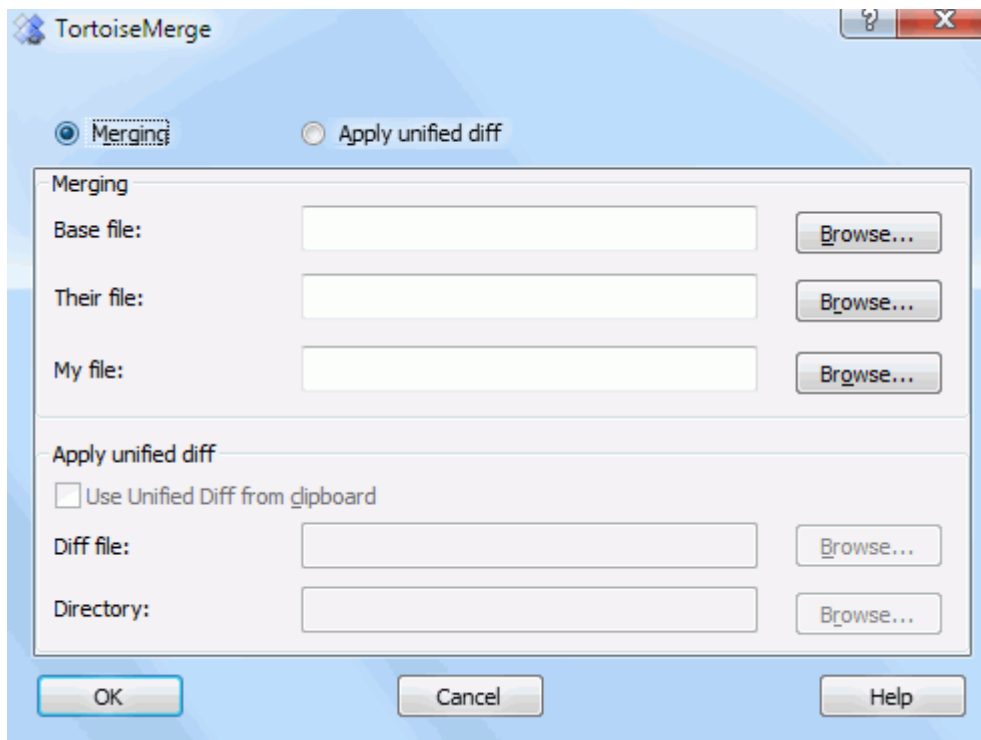 TortoiseMerge
Merging Apply unified diff
Merging
Base file: Browse...
Their file: Browse...
My file: Browse...
Apply unified diff
Use Unified Diff from clipboard
Diff file: Browse...
Directory: Browse...
OK Cancel Help